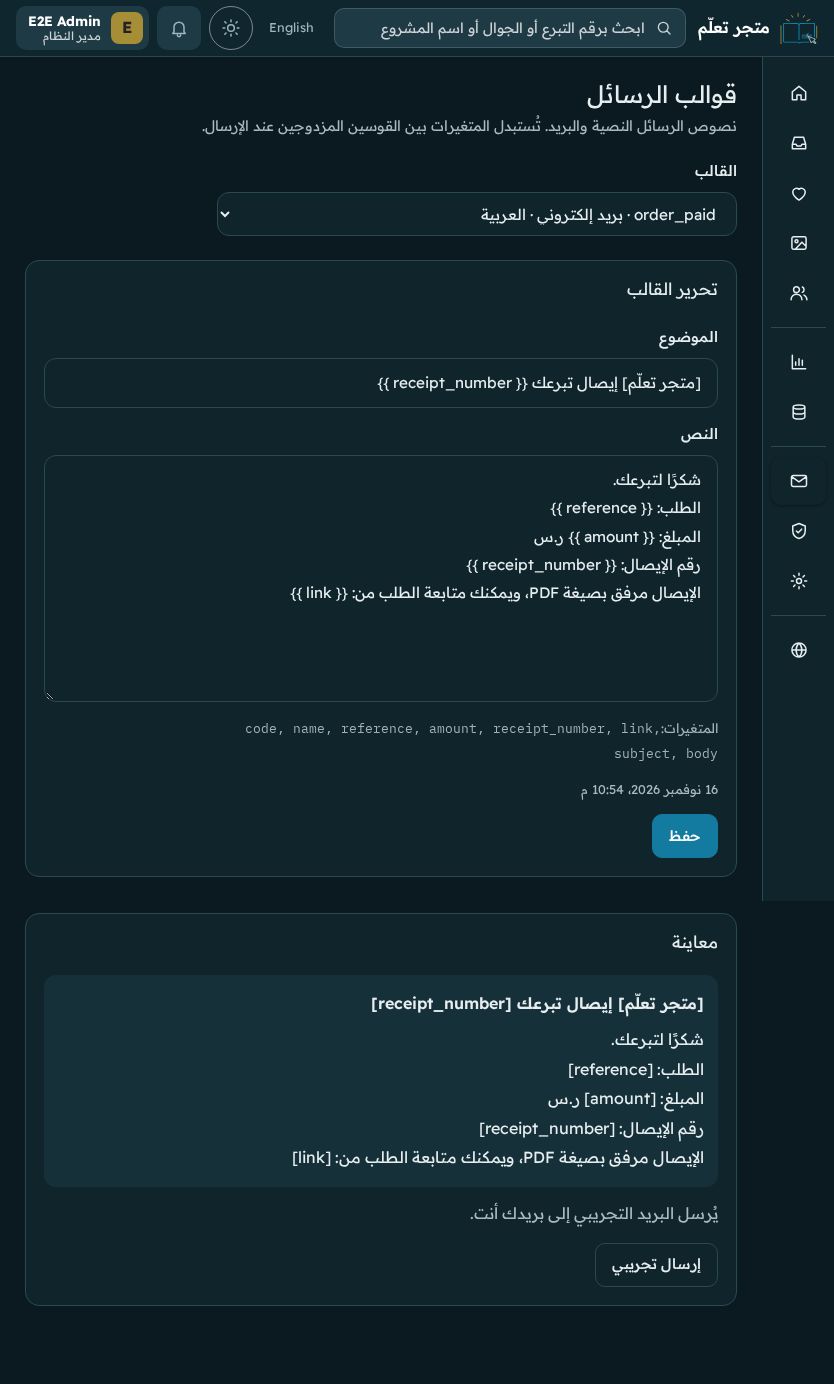 متجر تعلّم
ابحث برقم التبرع أو الجوال أو اسم المشروع
English
E2E Admin
مدير النظام
E
قوالب الرسائل
نصوص الرسائل النصية والبريد. تُستبدل المتغيرات بين القوسين المزدوجين عند الإرسال.
القالب
order_paid · بريد إلكتروني · العربية
تحرير القالب
الموضوع
[متجر تعلّم] إيصال تبرعك {{ receipt_number }}
النص
شكرًا لتبرعك.
الطلب: {{ reference }}
المبلغ: {{ amount }} ر.س
رقم الإيصال: {{ receipt_number }}
الإيصال مرفق بصيغة PDF، ويمكنك متابعة الطلب من: {{ link }}
المتغيرات: code, name, reference, amount, receipt_number, link,
subject, body
16 نوفمبر 2026، 10:54 م
حفظ
معاينة
[متجر تعلّم] إيصال تبرعك [receipt_number]
شكرًا لتبرعك.
الطلب: [reference]
المبلغ: [amount] ر.س
رقم الإيصال: [receipt_number]
الإيصال مرفق بصيغة PDF، ويمكنك متابعة الطلب من: [link]
يُرسل البريد التجريبي إلى بريدك أنت.
إرسال تجريبي